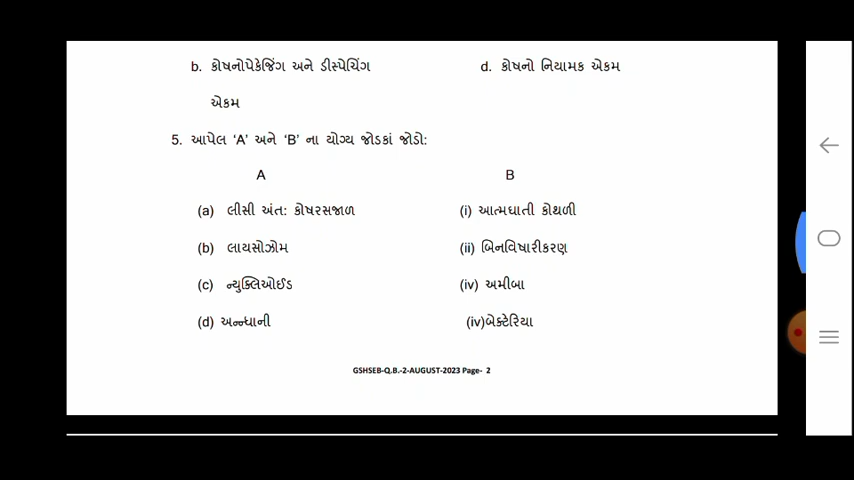 b. કોષનોપેકેજિંગ અને ડીસ્પેચિંગ d. કોષનો નિયામક એકમ
એકમ
5. આપેલ ‘A’ અને ‘B’ ના યોગ્ય જોડકાં જોડો:
A B
(a) લીસી અંત: કોષરસજાળ (i) આત્મઘાતી કોથળી
(b) લાયસોઝોમ (ii) બિનવિષારીકરણ
(c) ન્યુક્લિઓઈડ (iv) અમીબા
(d) અન્નધાની (iv)બેક્ટેરિયા
GSHSEB-Q.B.-2-AUGUST-2023 Page- 2